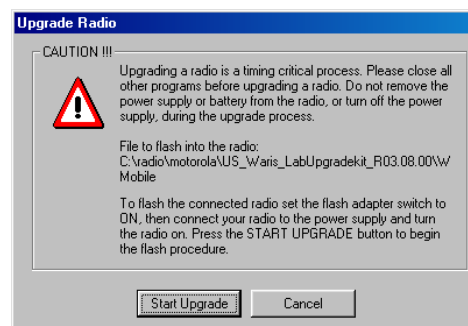 Upgrade Radio
CAUTION !!!
Upgrading a radio is a timing critical process. Please close all
other programs before upgrading a radio. Do not remove the
power supply or battery from the radio, or turn off the power
supply, during the upgrade process.
File to flash into the radio:
C:\radio\motorola\US_Waris_LabUpgradekit_R03.08.00\W
Mobile
To flash the connected radio set the flash adapter switch to
ON, then connect your radio to the power supply and turn
the radio on. Press the START UPGRADE button to begin
the flash procedure.
Start Upgrade
Cancel